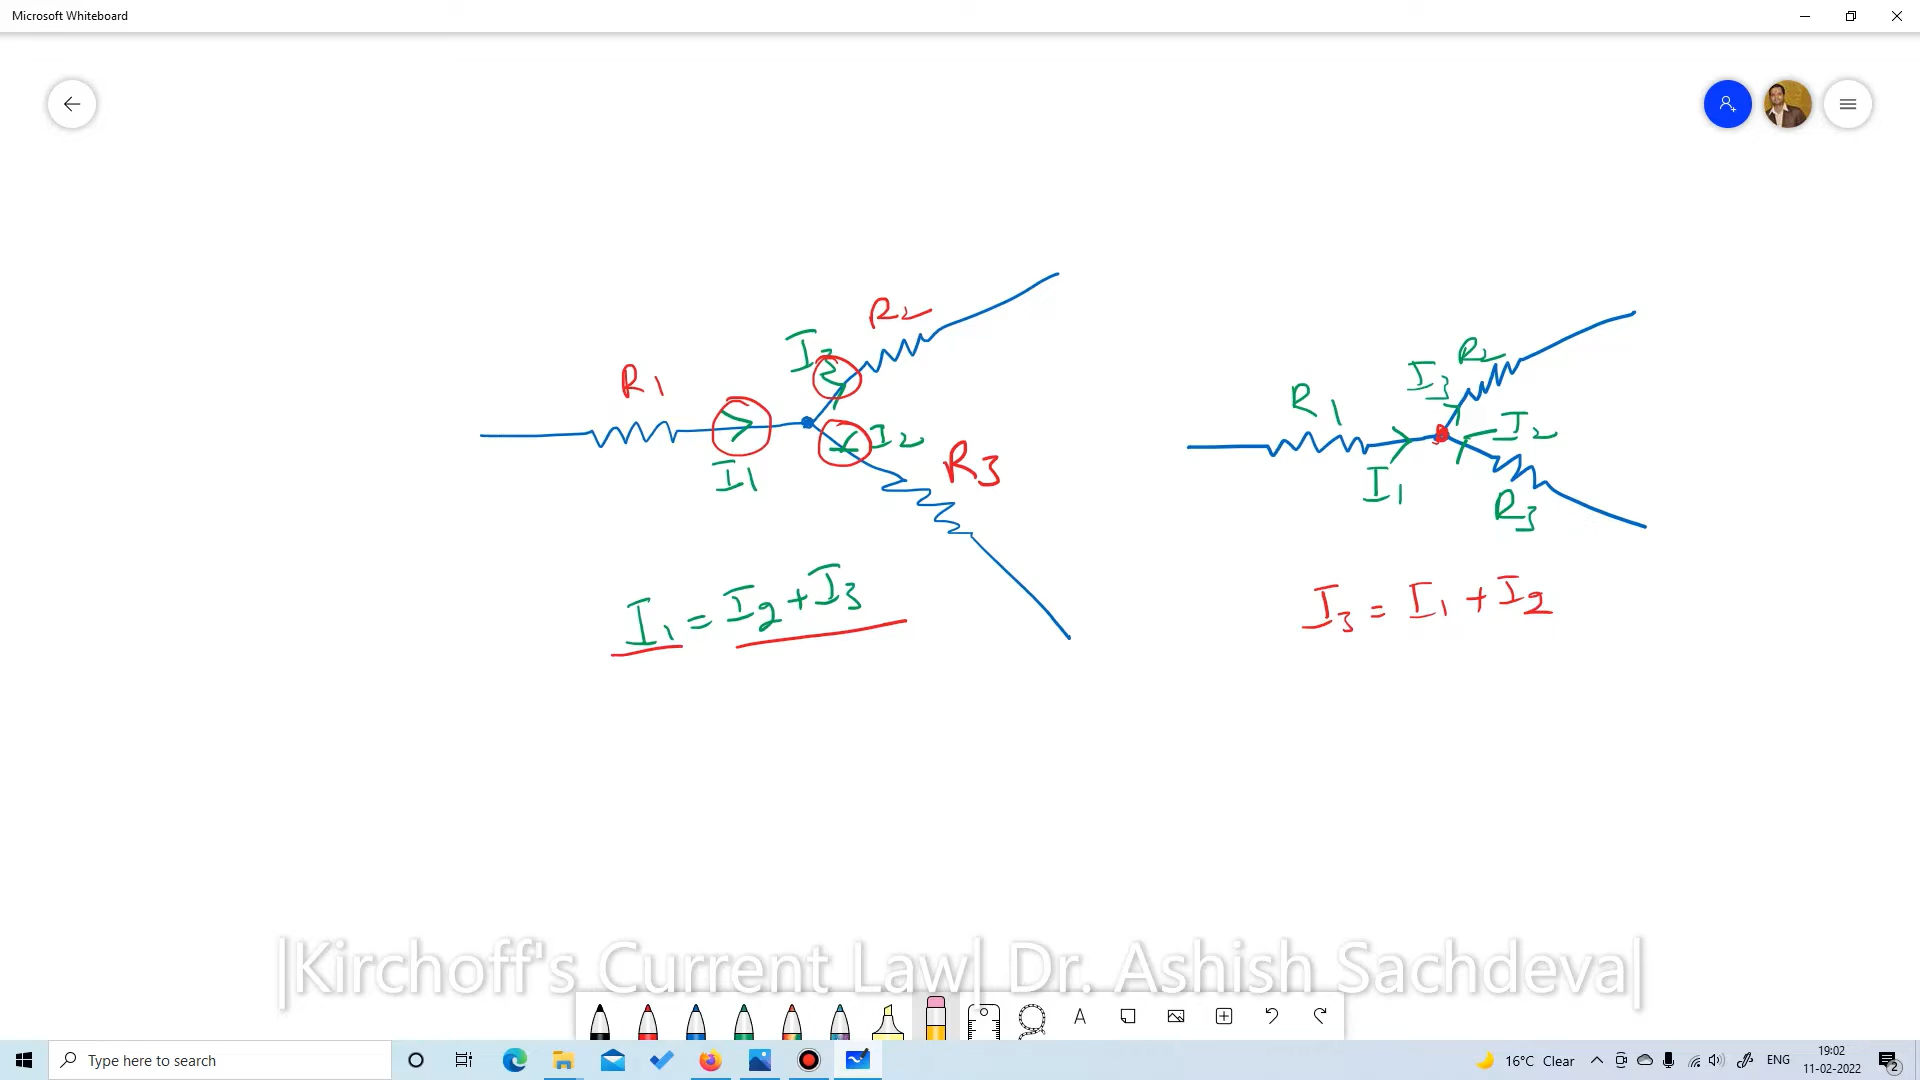 Microsoft Whiteboard
R2
I3
R1
I1
I2
R3
I1 = I2 + I3
R2
I3
R1
I2
I1
R3
I3 = I1 + I2
|Kirchoff's Current Law| Dr. Ashish Sachdeva|
A
Type here to search
16°C Clear
ENG
19:02
11-02-2022
2